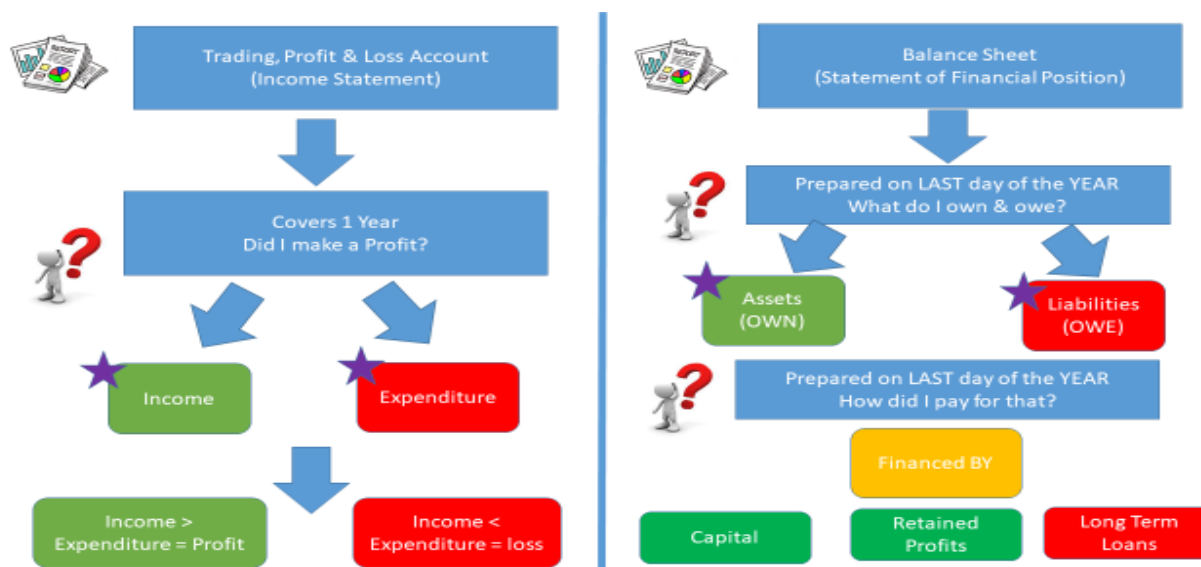 Trading, Profit & Loss Account
(Income Statement)
Covers 1 Year
Did I make a Profit?
Income
Expenditure
Income >
Expenditure = Profit
Income <
Expenditure = loss
Balance Sheet
(Statement of Financial Position)
Prepared on LAST day of the YEAR
What do I own & owe?
Assets
(OWN)
Liabilities
(OWE)
Prepared on LAST day of the YEAR
How did I pay for that?
Financed BY
Capital
Retained
Profits
Long Term
Loans